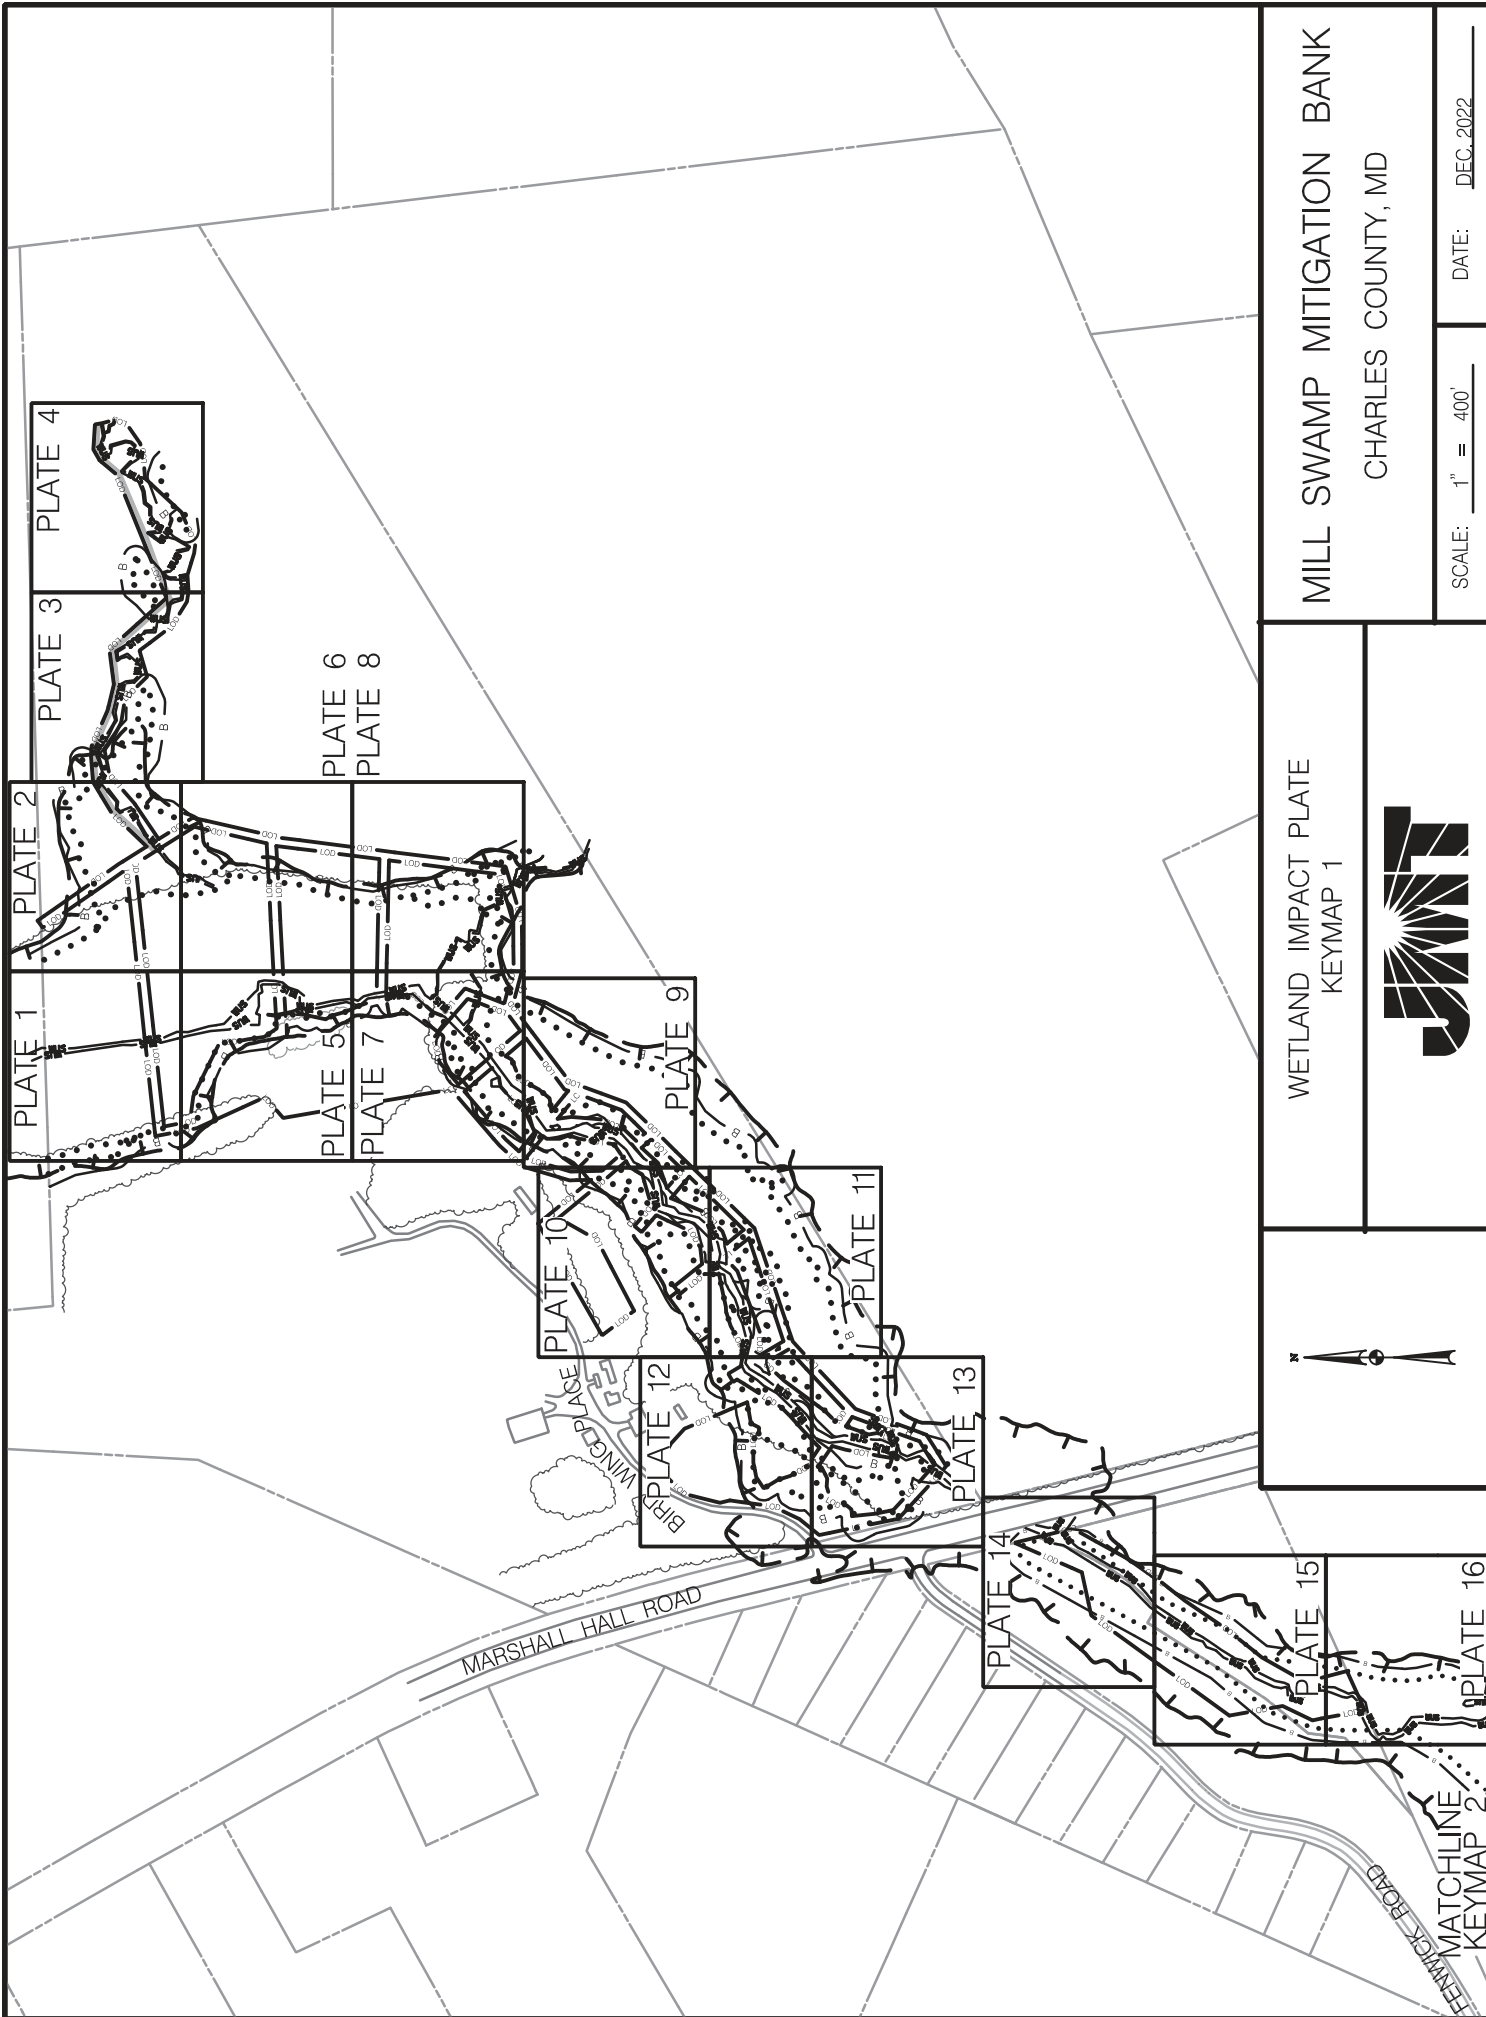 PLATE 1
PLATE 2
PLATE 3
PLATE 4
PLATE 5
PLATE 7
PLATE 6
PLATE 8
PLATE 9
PLATE 10
PLATE 11
PLATE 12
PLATE 13
PLATE 14
PLATE 15
PLATE 16
BIRD WING PLACE
MARSHALL HALL ROAD
FENWICK ROAD
MATCHLINE
KEYMAP 2
LOD
WUS
B
N
WETLAND IMPACT PLATE
KEYMAP 1
JMT
MILL SWAMP MITIGATION BANK
CHARLES COUNTY, MD
SCALE: 1" = 400'
DATE: DEC. 2022